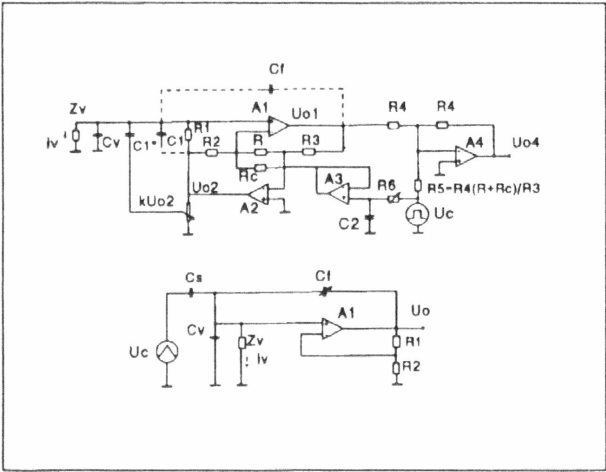 Cf
Zv
A1
Uo1
R4
R4
Iv
Cv
C1*
C1
R1
R2
R
R3
A4
Uo4
Rc
A3
R6
R5=R4(R+Rc)/R3
Uo2
A2
kUo2
C2
Uc
Cs
Cf
A1
Uo
Cv
Zv
Iv
Uc
R1
R2